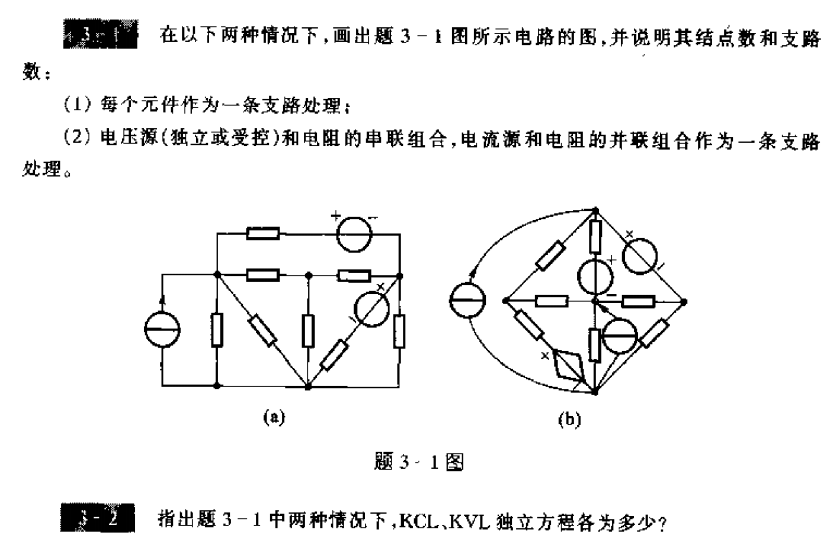 3-1 在以下两种情况下,画出题 3-1 图所示电路的图,并说明其结点数和支路
数:
(1) 每个元件作为一条支路处理;
(2) 电压源(独立或受控)和电阻的串联组合,电流源和电阻的并联组合作为一条支路
处理。
+ -
+ -
+ -
+ -
+ -
(a) (b)
题 3-1 图
3-2 指出题 3-1 中两种情况下,KCL、KVL 独立方程各为多少?